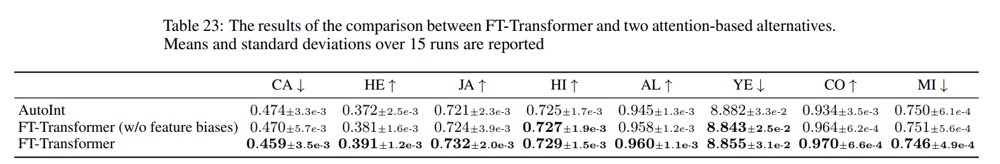 Table 23: The results of the comparison between FT-Transformer and two attention-based alternatives.
Means and standard deviations over 15 runs are reported
CA ↓ HE ↑ JA ↑ HI ↑ AL ↑ YE ↓ CO ↑ MI ↓
AutoInt 0.474±3.3e-3 0.372±2.5e-3 0.721±2.3e-3 0.725±1.7e-3 0.945±1.3e-3 8.882±3.3e-2 0.934±3.5e-3 0.750±6.1e-4
FT-Transformer (w/o feature biases) 0.470±5.7e-3 0.381±1.6e-3 0.724±3.9e-3 0.727±1.9e-3 0.958±1.2e-3 8.843±2.5e-2 0.964±6.2e-4 0.751±5.6e-4
FT-Transformer 0.459±3.5e-3 0.391±1.2e-3 0.732±2.0e-3 0.729±1.5e-3 0.960±1.1e-3 8.855±3.1e-2 0.970±6.6e-4 0.746±4.9e-4